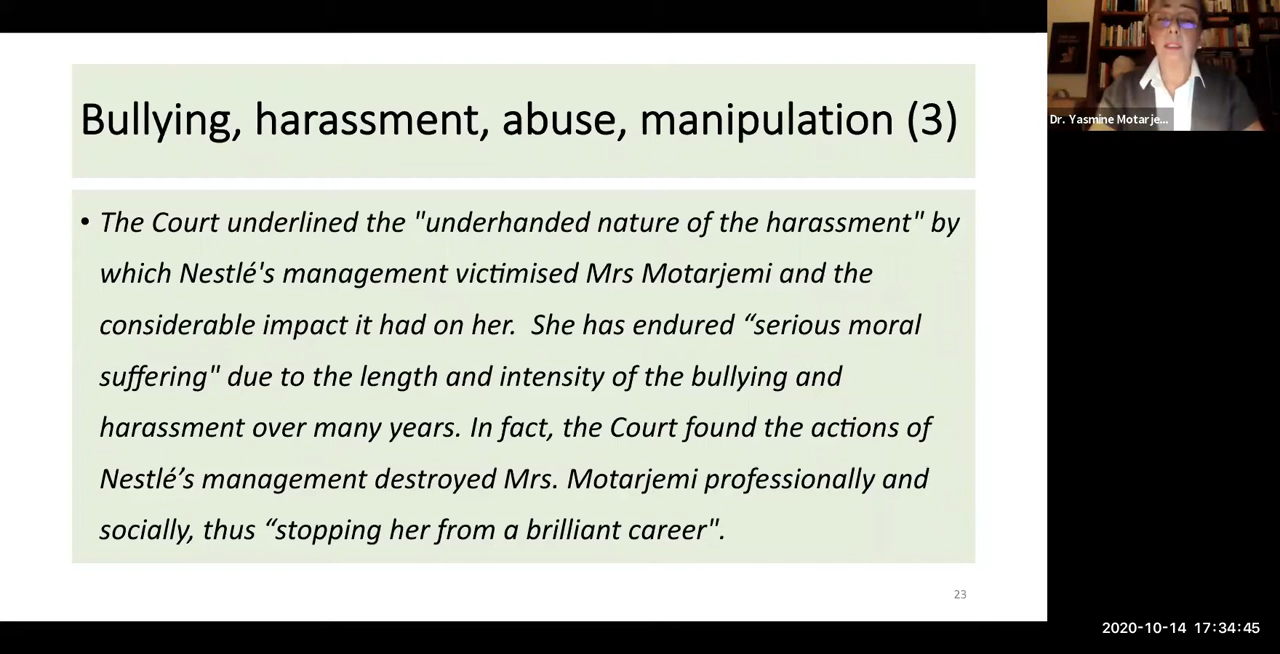 Bullying, harassment, abuse, manipulation (3)
• The Court underlined the "underhanded nature of the harassment" by
which Nestlé's management victimised Mrs Motarjemi and the
considerable impact it had on her.  She has endured “serious moral
suffering" due to the length and intensity of the bullying and
harassment over many years. In fact, the Court found the actions of
Nestlé’s management destroyed Mrs. Motarjemi professionally and
socially, thus “stopping her from a brilliant career".
23
Dr. Yasmine Motarje...
2020-10-14 17:34:45